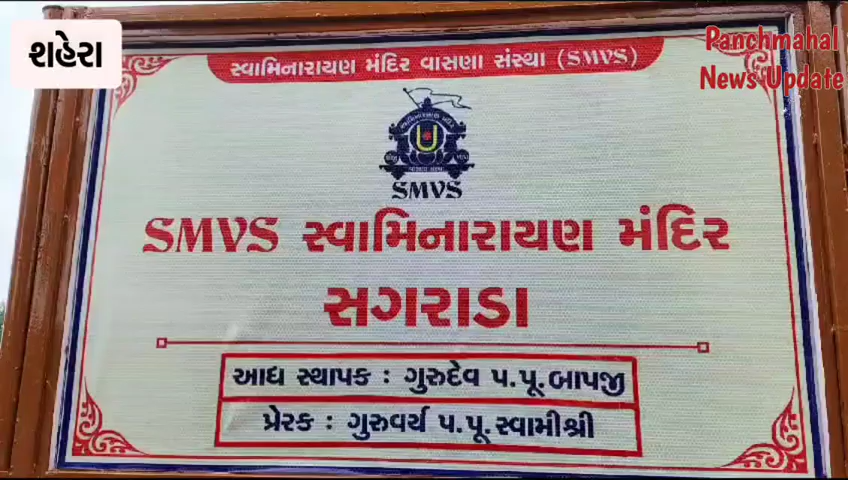 શહેરા
Panchmahal
News Update
સ્વામિનારાયણ મંદિર વાસણા સંસ્થા (SMVS)
SMVS
SMVS સ્વામિનારાયણ મંદિર
સગરાડા
આદ્ય સ્થાપક : ગુરુદેવ પ.પૂ.બાપજી
પ્રેરક : ગુરુવર્ય પ.પૂ.સ્વામીશ્રી